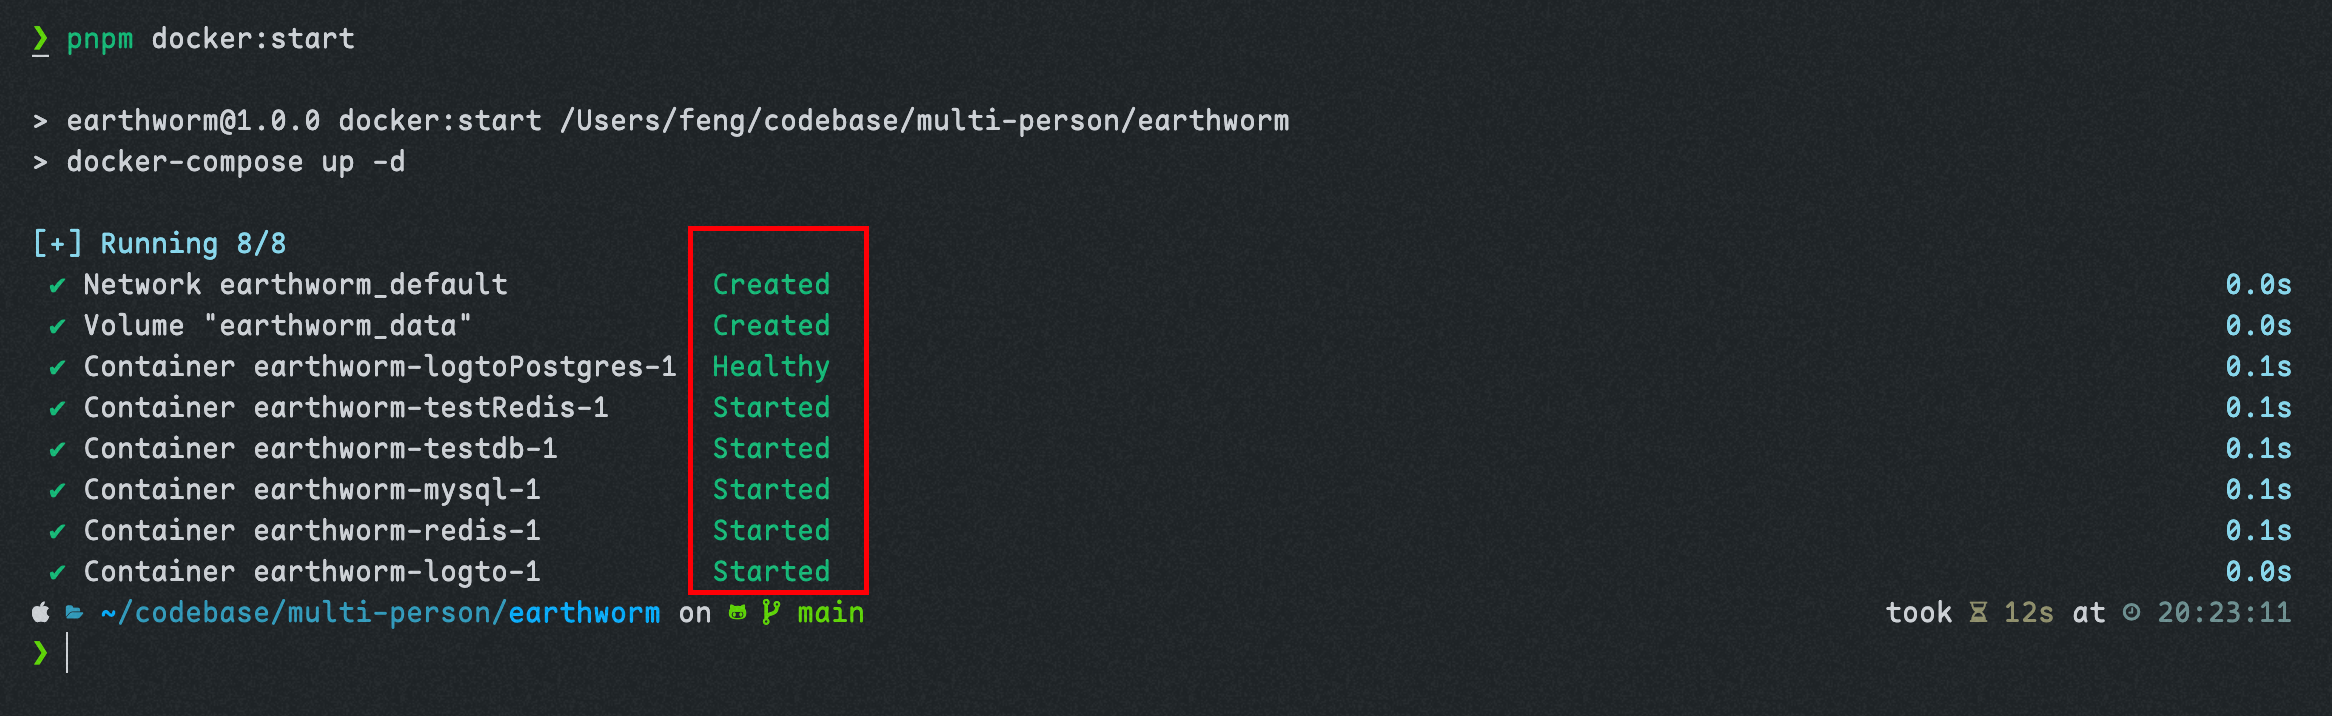 ❯ pnpm docker:start
> earthworm@1.0.0 docker:start /Users/feng/codebase/multi-person/earthworm
> docker-compose up -d
[+] Running 8/8
✔ Network earthworm_default Created 0.0s
✔ Volume "earthworm_data" Created 0.0s
✔ Container earthworm-logtoPostgres-1 Healthy 0.1s
✔ Container earthworm-testRedis-1 Started 0.1s
✔ Container earthworm-testdb-1 Started 0.1s
✔ Container earthworm-mysql-1 Started 0.1s
✔ Container earthworm-redis-1 Started 0.1s
✔ Container earthworm-logto-1 Started 0.0s
~/codebase/multi-person/earthworm on main took 12s at 20:23:11
❯